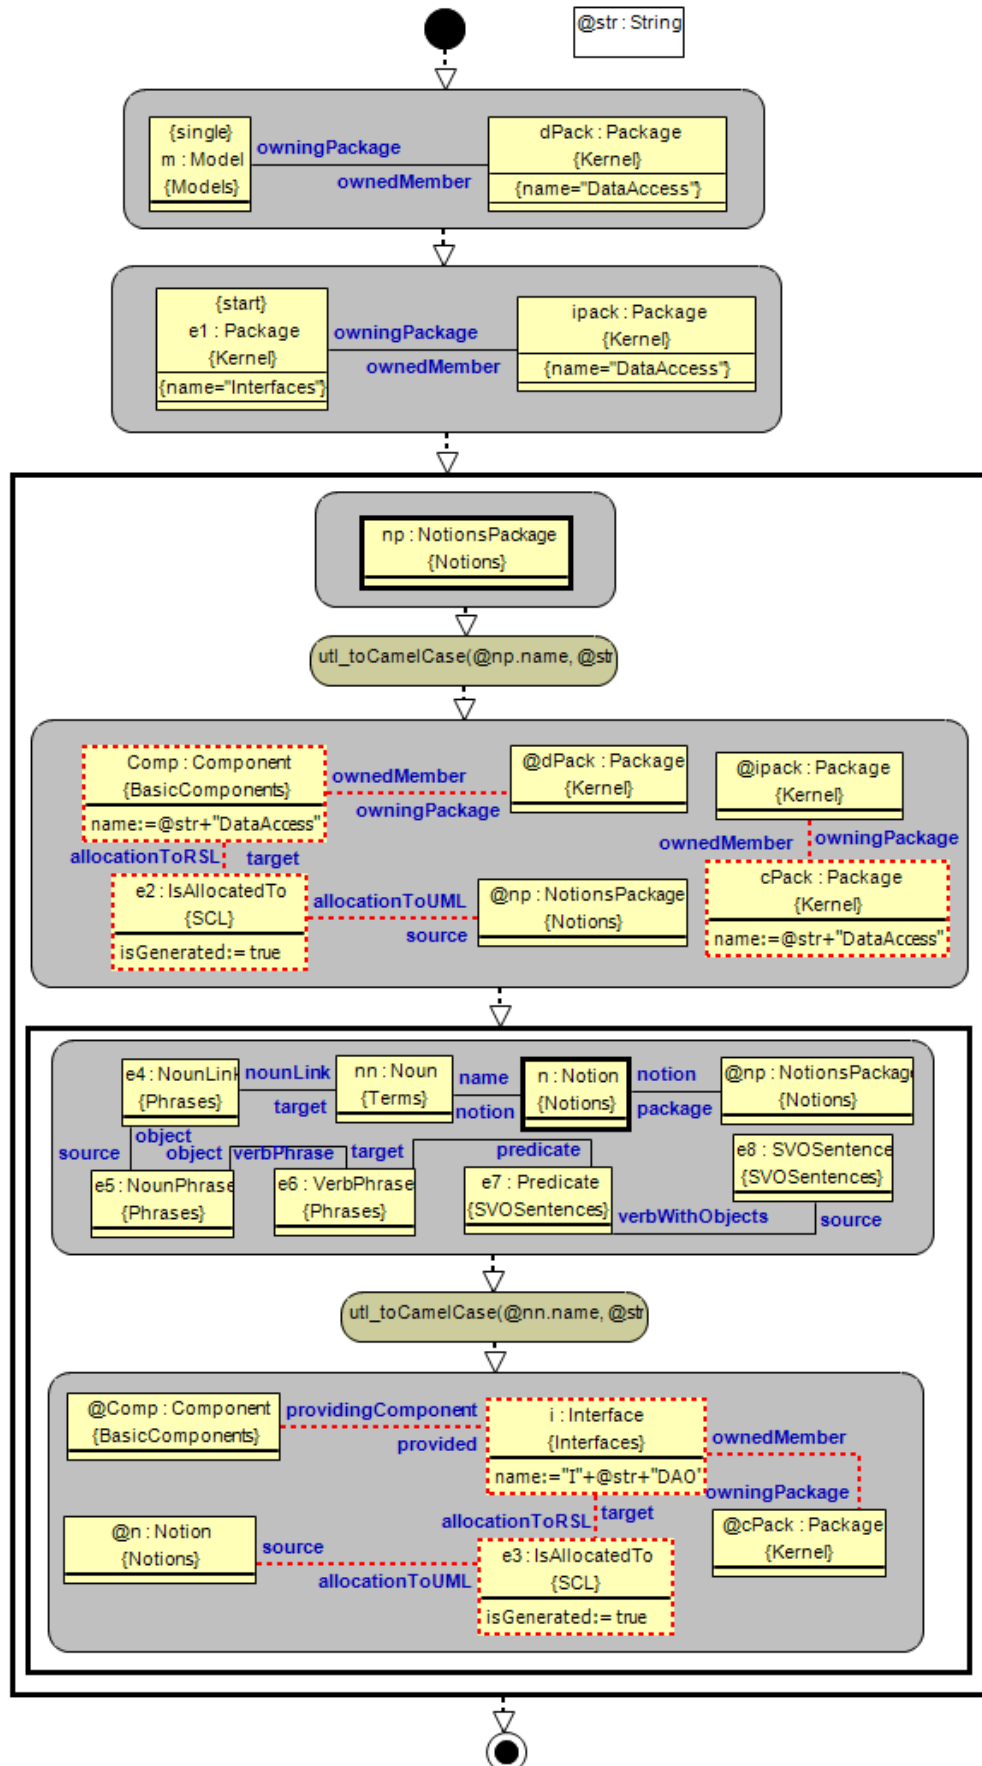 @str : String
{single}
m : Model
{Models}
owningPackage
ownedMember
dPack : Package
{Kernel}
{name="DataAccess"}
{start}
e1 : Package
{Kernel}
{name="Interfaces"}
owningPackage
ownedMember
ipack : Package
{Kernel}
{name="DataAccess"}
np : NotionsPackage
{Notions}
utl_toCamelCase(@np.name, @str
Comp : Component
{BasicComponents}
name:=@str+"DataAccess"
ownedMember
owningPackage
@dPack : Package
{Kernel}
@ipack : Package
{Kernel}
ownedMember
owningPackage
allocationToRSL
target
e2 : IsAllocatedTo
{SCL}
isGenerated:= true
allocationToUML
source
@np : NotionsPackage
{Notions}
cPack : Package
{Kernel}
name:=@str+"DataAccess"
e4 : NounLink
{Phrases}
nounLink
target
nn : Noun
{Terms}
name
notion
n : Notion
{Notions}
notion
package
@np : NotionsPackage
{Notions}
source
object
object
verbPhrase
target
predicate
e5 : NounPhrase
{Phrases}
e6 : VerbPhrase
{Phrases}
e7 : Predicate
{SVOSentences}
e8 : SVOSentence
{SVOSentences}
verbWithObjects
source
utl_toCamelCase(@nn.name, @str
@Comp : Component
{BasicComponents}
providingComponent
provided
i : Interface
{Interfaces}
name:="I"+@str+"DAO"
ownedMember
owningPackage
allocationToRSL
target
@cPack : Package
{Kernel}
@n : Notion
{Notions}
source
allocationToUML
e3 : IsAllocatedTo
{SCL}
isGenerated:= true